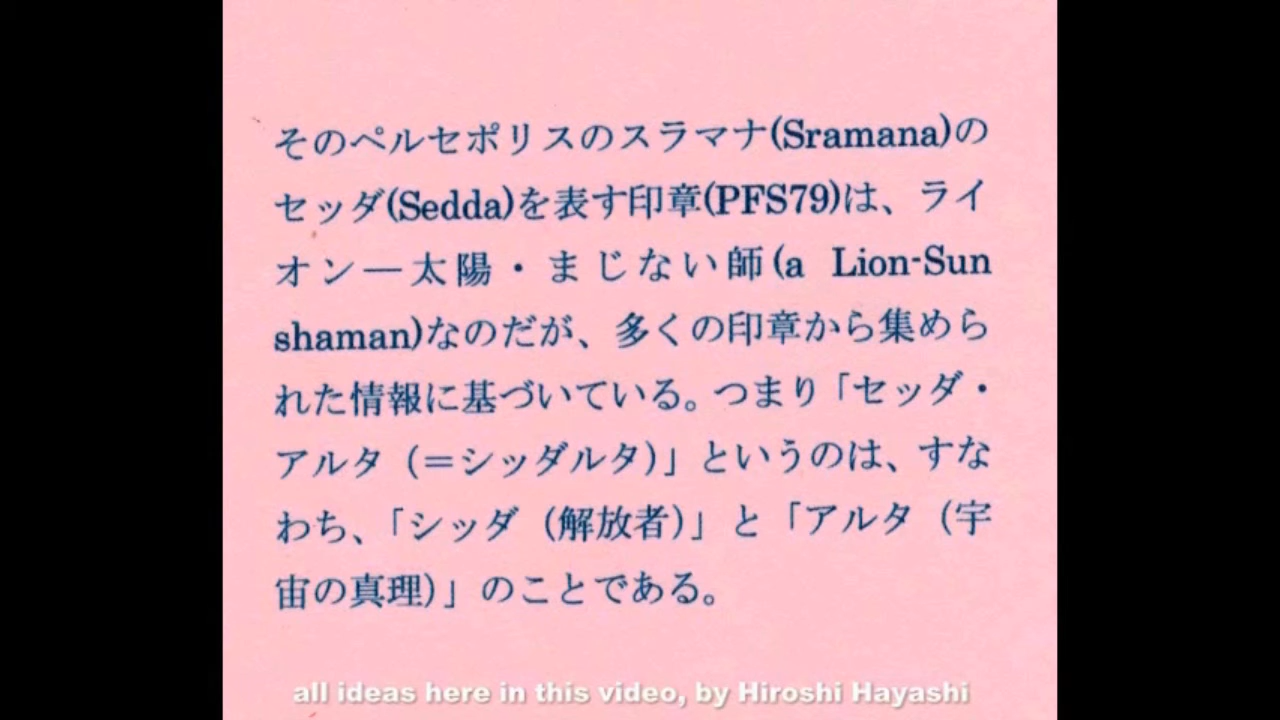 そのペルセポリスのスラマナ(Sramana)の
セッダ(Sedda)を表す印章(PFS79)は、ライ
オン―太陽・まじない師(a Lion-Sun
shaman)なのだが、多くの印章から集めら
れた情報に基づいている。つまり「セッダ・
アルタ（＝シッダルタ）」というのは、すな
わち、「シッダ（解放者）」と「アルタ（宇
宙の真理）」のことである。
all ideas here in this video, by Hiroshi Hayashi